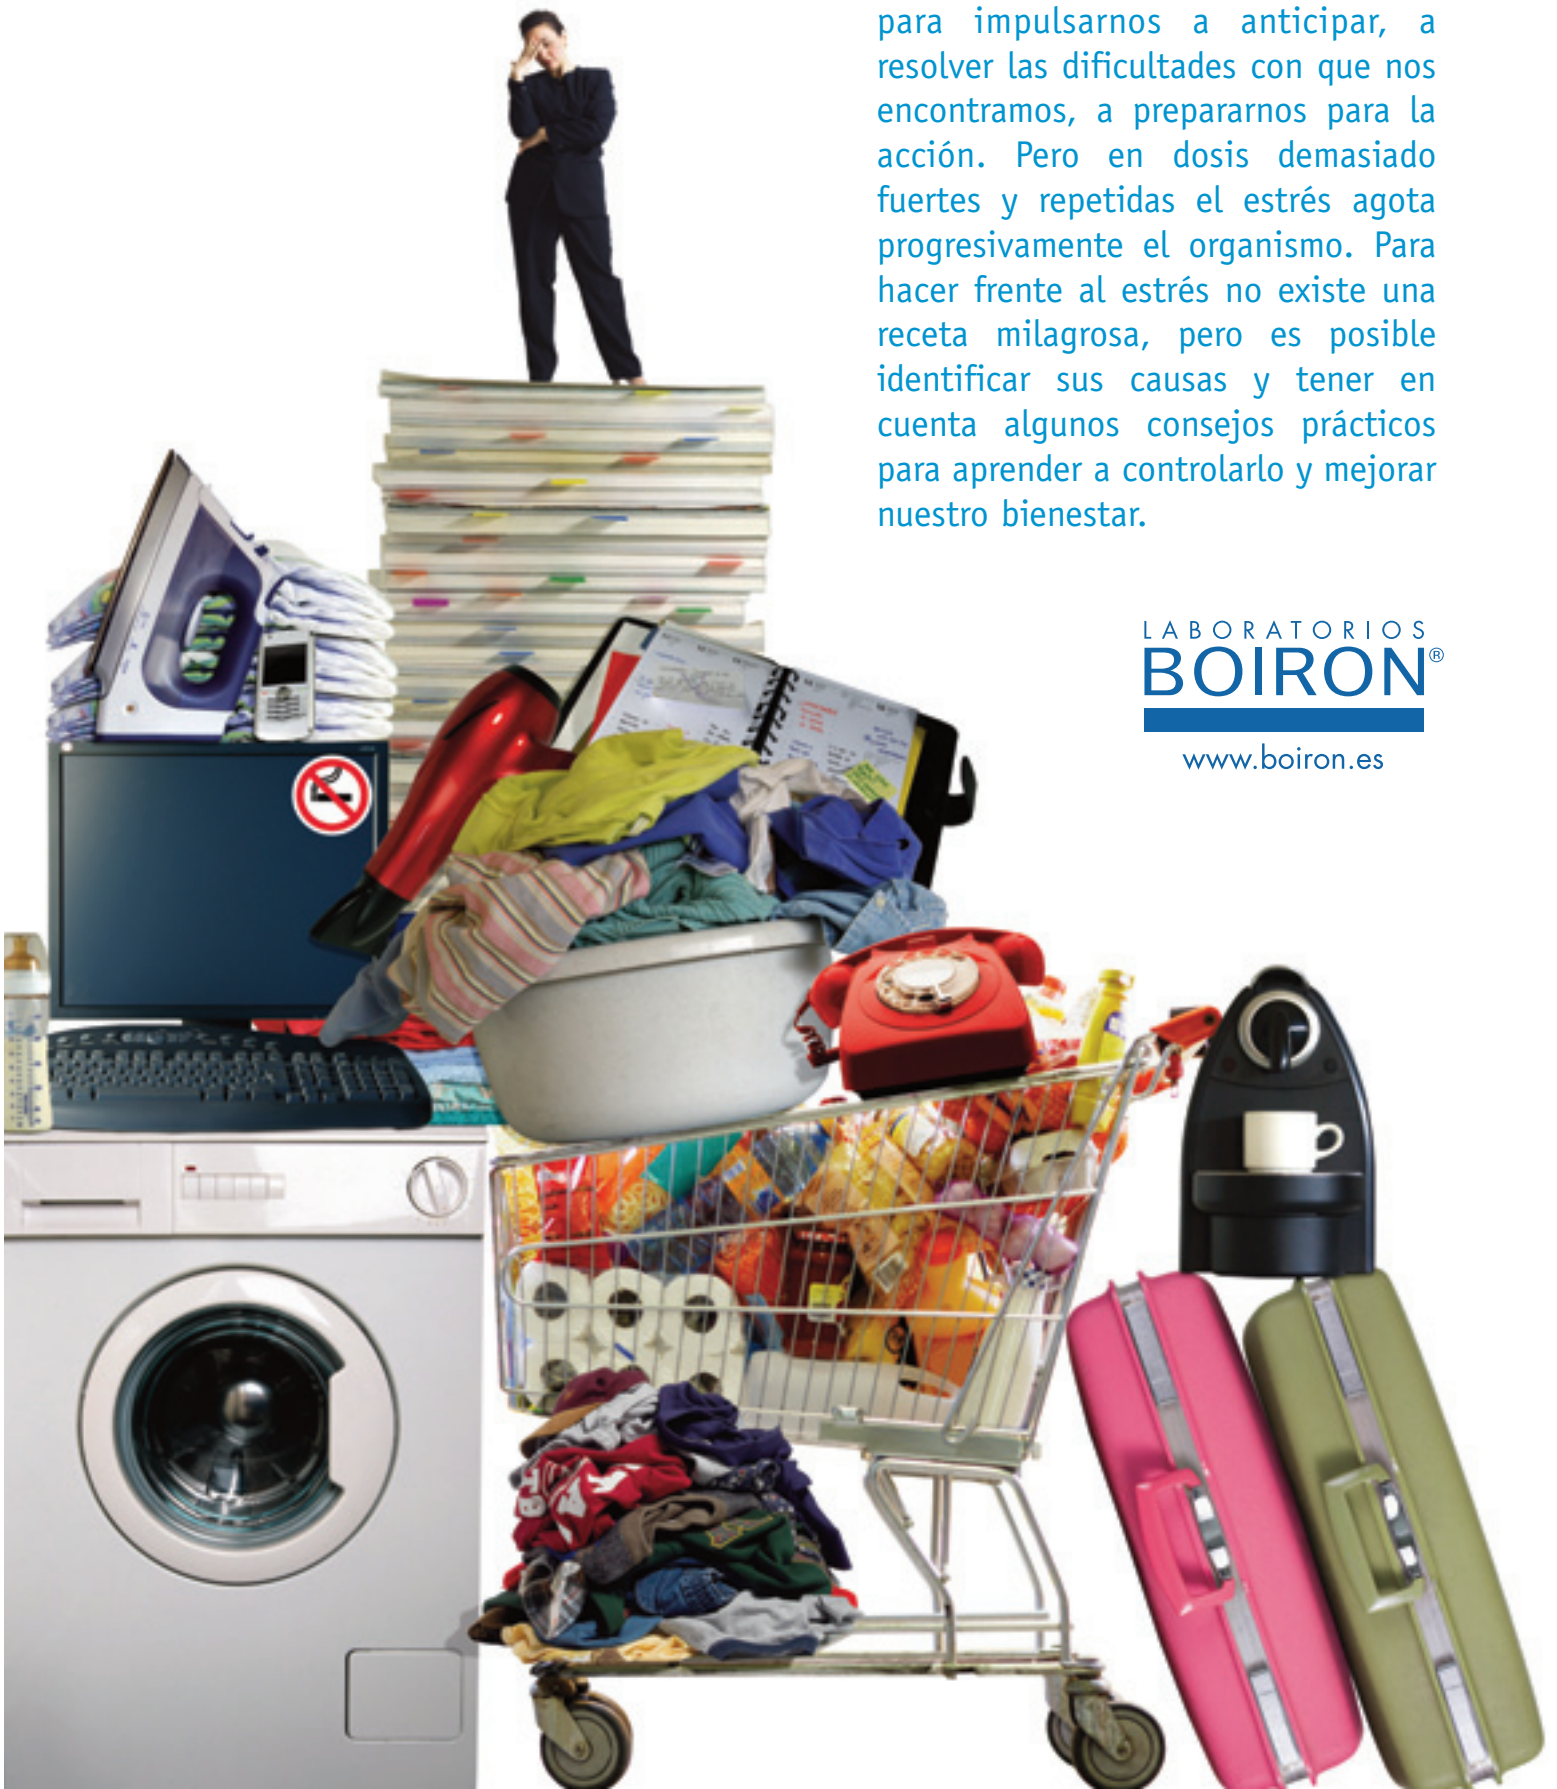 para impulsarnos a anticipar, a
resolver las dificultades con que nos
encontramos, a prepararnos para la
acción. Pero en dosis demasiado
fuertes y repetidas el estrés agota
progresivamente el organismo. Para
hacer frente al estrés no existe una
receta milagrosa, pero es posible
identificar sus causas y tener en
cuenta algunos consejos prácticos
para aprender a controlarlo y mejorar
nuestro bienestar.
LABORATORIOS
BOIRON®
www.boiron.es